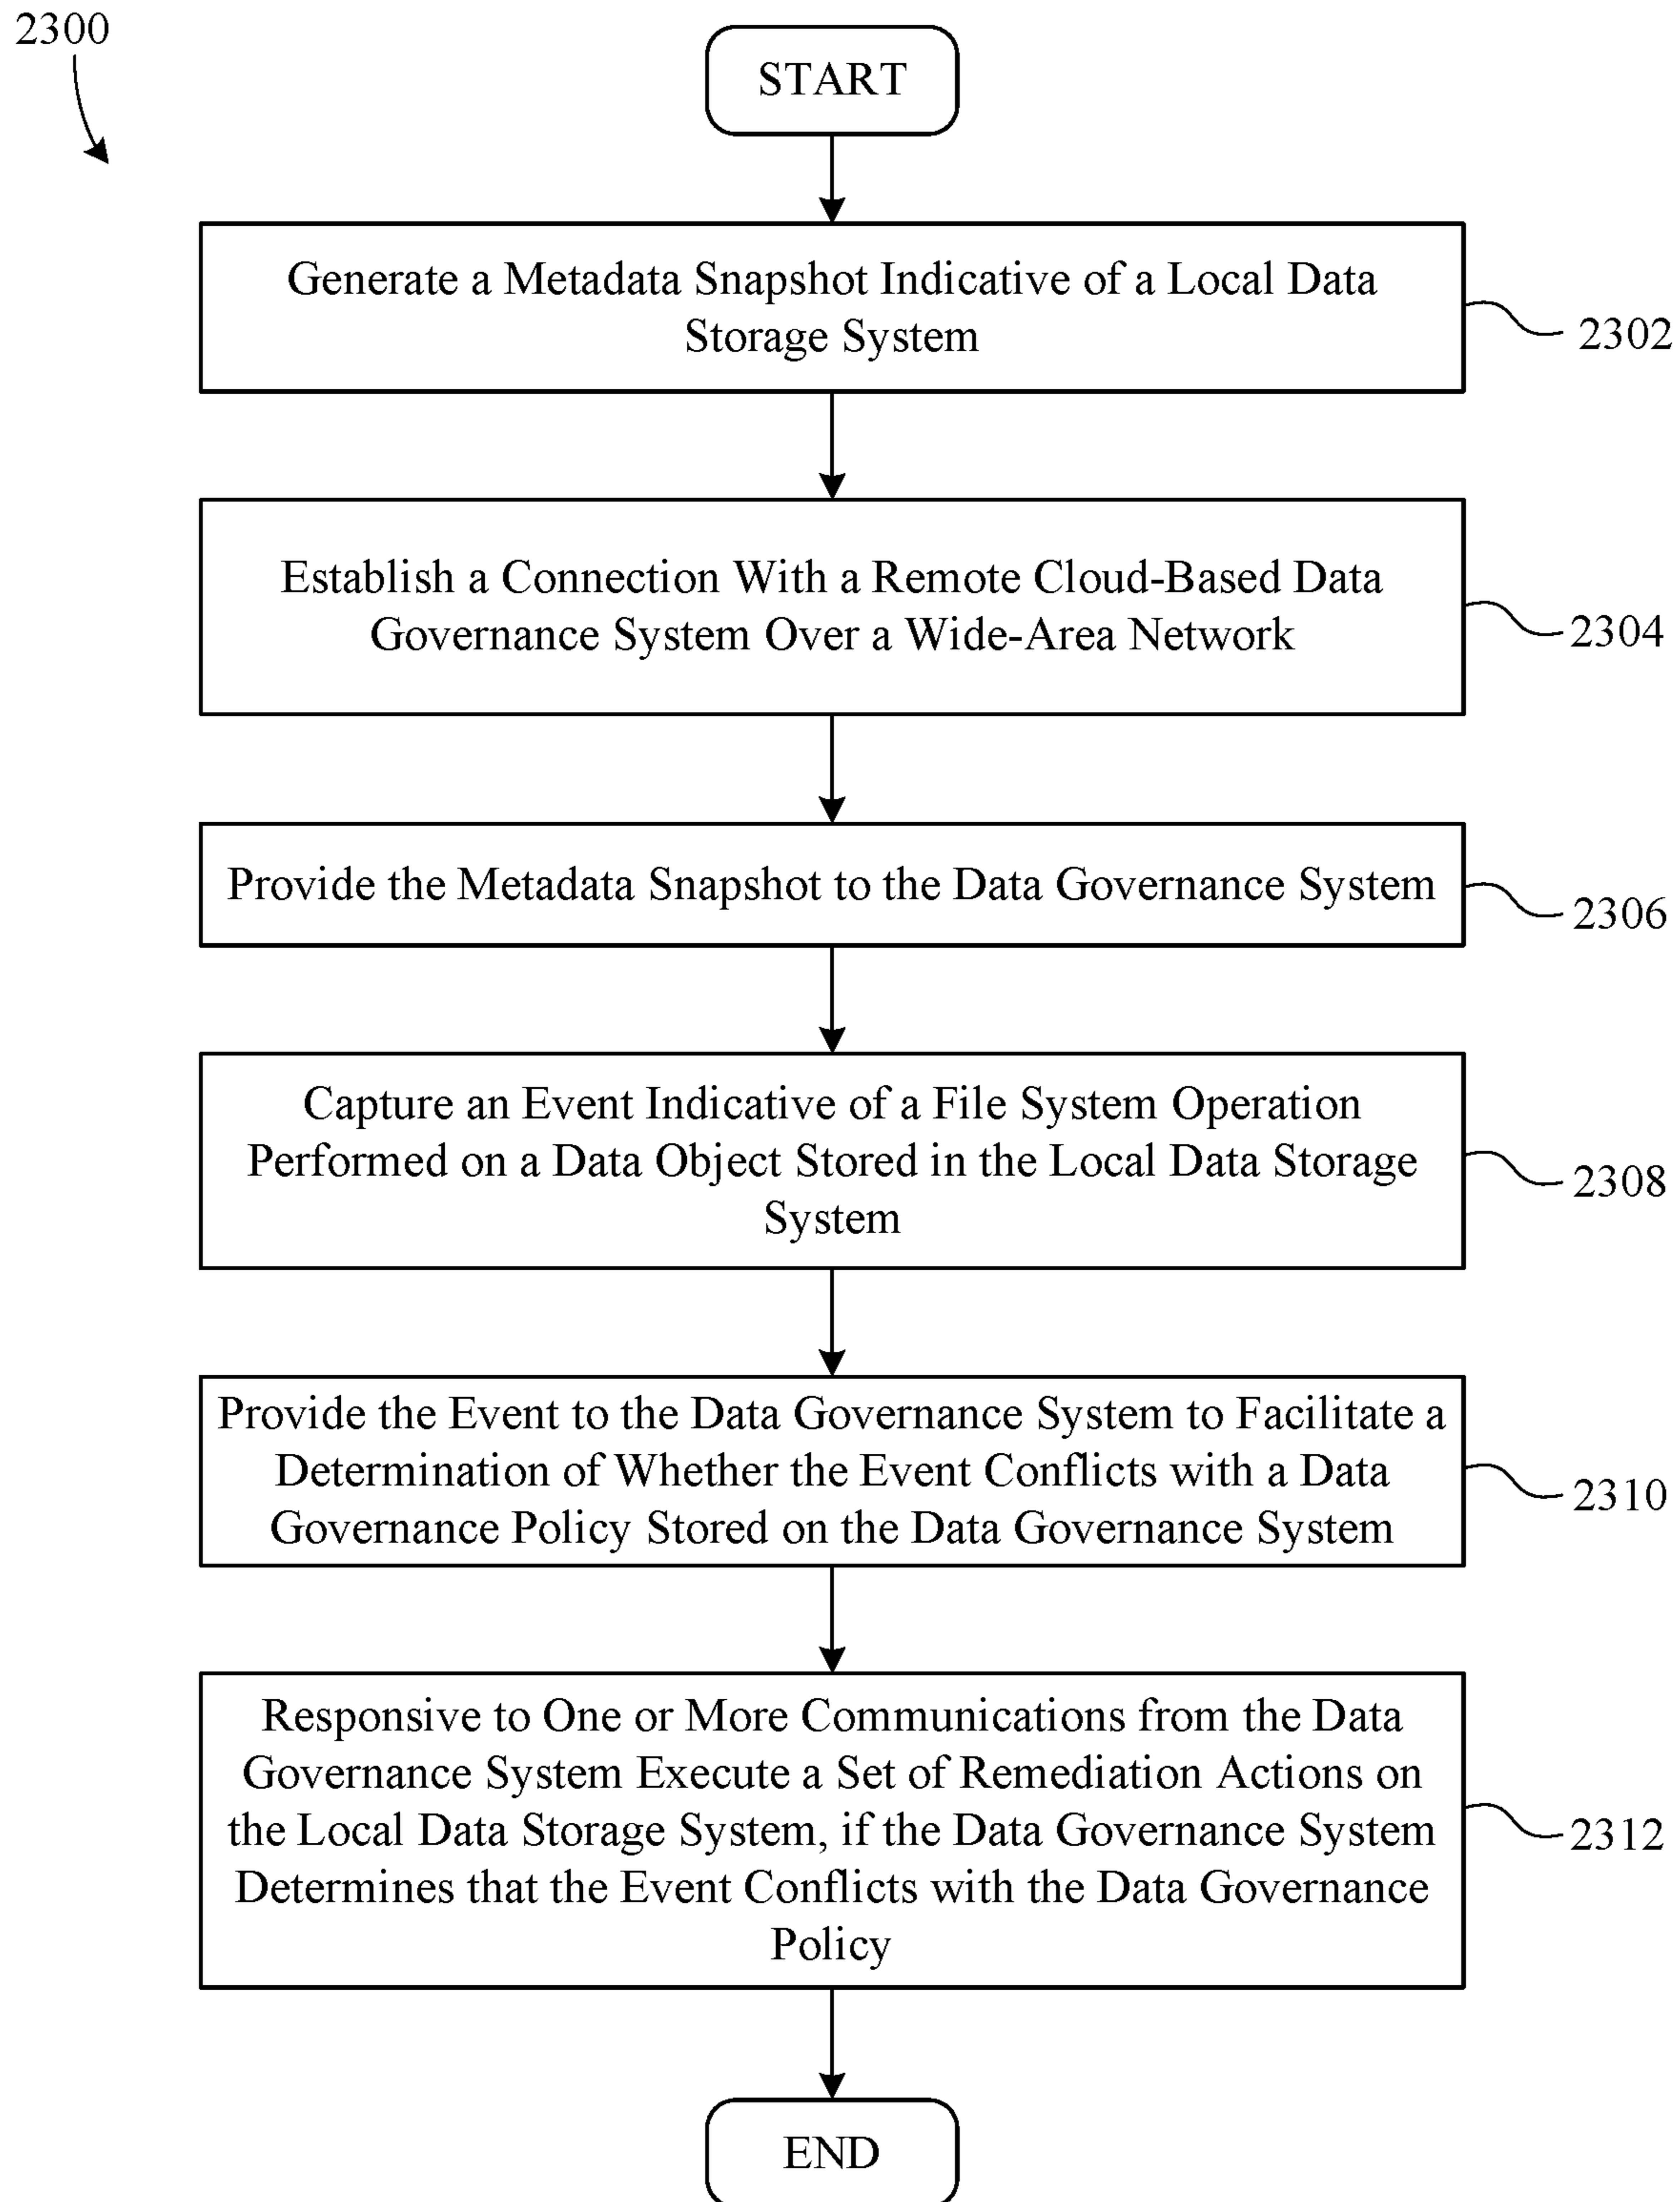 2300
START
Generate a Metadata Snapshot Indicative of a Local Data
Storage System
2302
Establish a Connection With a Remote Cloud-Based Data
Governance System Over a Wide-Area Network
2304
Provide the Metadata Snapshot to the Data Governance System
2306
Capture an Event Indicative of a File System Operation
Performed on a Data Object Stored in the Local Data Storage
System
2308
Provide the Event to the Data Governance System to Facilitate a
Determination of Whether the Event Conflicts with a Data
Governance Policy Stored on the Data Governance System
2310
Responsive to One or More Communications from the Data
Governance System Execute a Set of Remediation Actions on
the Local Data Storage System, if the Data Governance System
Determines that the Event Conflicts with the Data Governance
Policy
2312
END